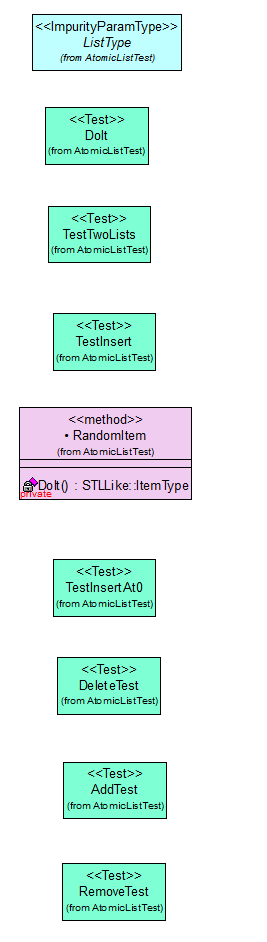 <<ImpurityParamType>>
ListType
(from AtomicListTest)
<<Test>>
DoIt
(from AtomicListTest)
<<Test>>
TestTwoLists
(from AtomicListTest)
<<Test>>
TestInsert
(from AtomicListTest)
<<method>>
• RandomItem
(from AtomicListTest)
DoIt() : STLLike::ItemType
private
<<Test>>
TestInsertAt0
(from AtomicListTest)
<<Test>>
DeleteTest
(from AtomicListTest)
<<Test>>
AddTest
(from AtomicListTest)
<<Test>>
RemoveTest
(from AtomicListTest)